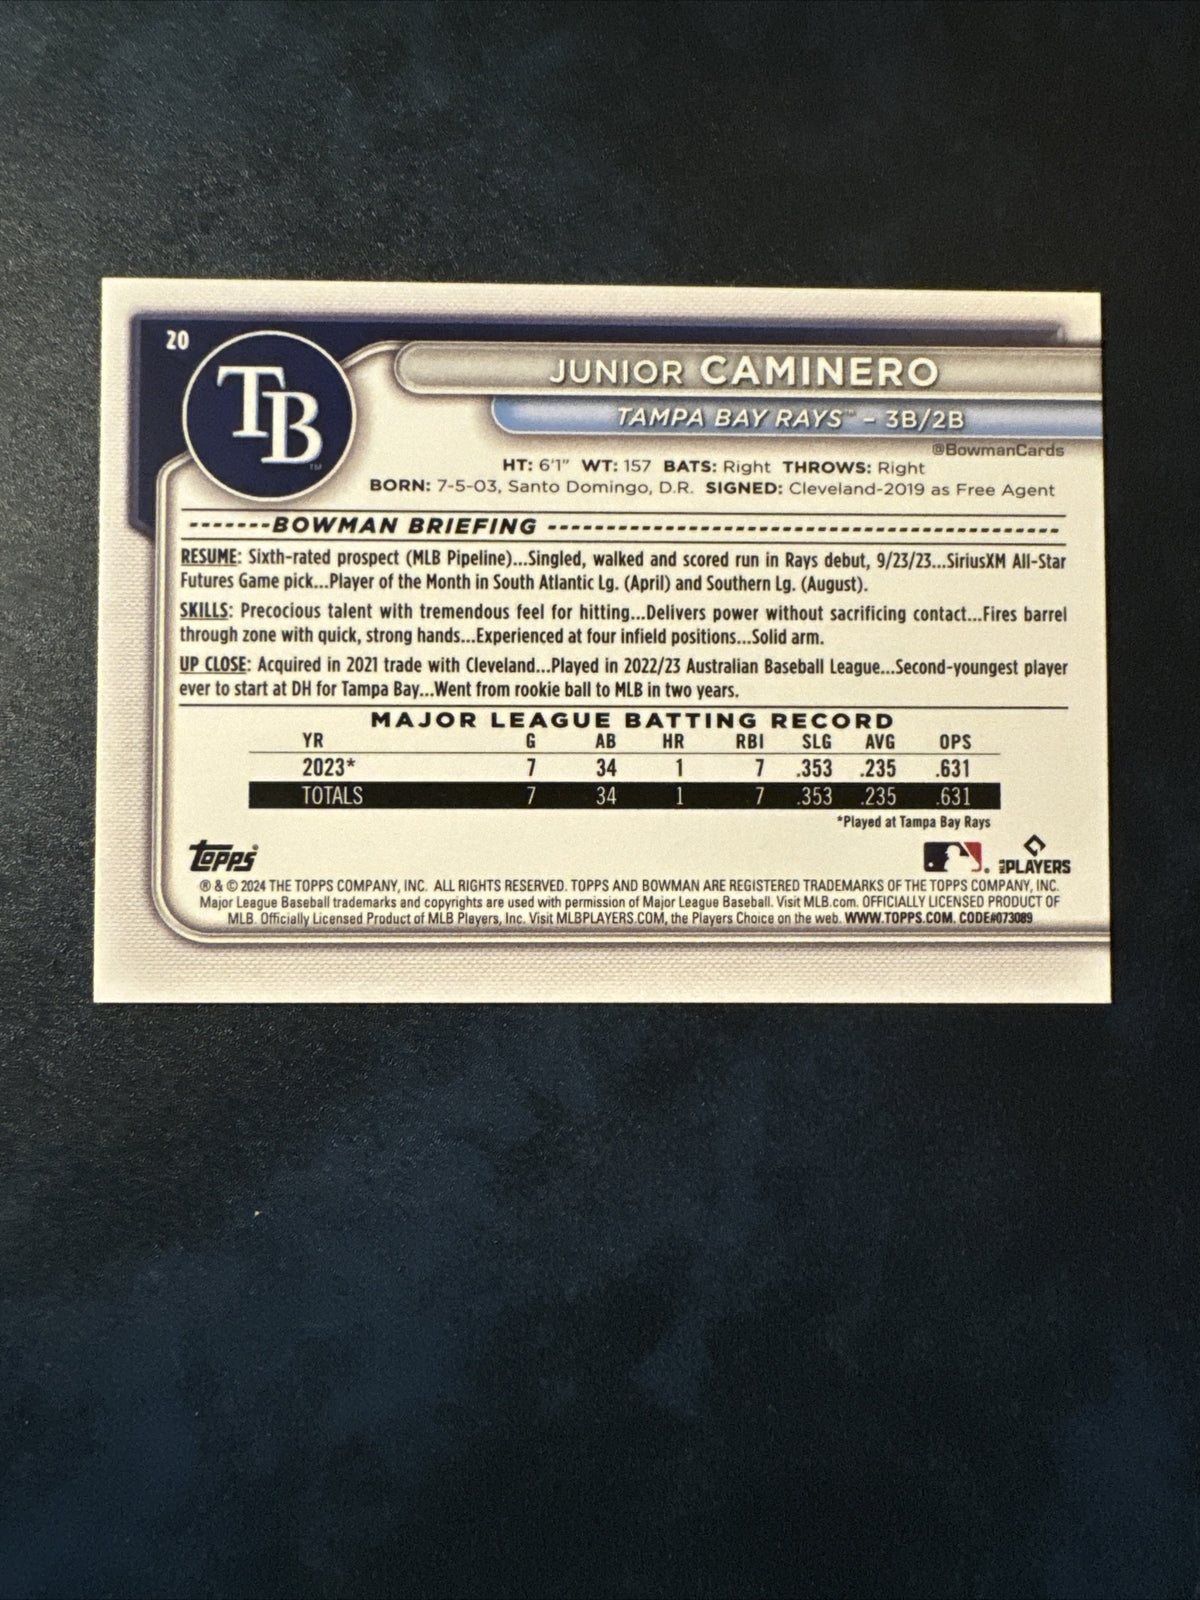 20
TB™
JUNIOR CAMINERO
TAMPA BAY RAYS™ – 3B/2B
@BowmanCards
HT: 6'1" WT: 157 BATS: Right THROWS: Right
BORN: 7-5-03, Santo Domingo, D.R. SIGNED: Cleveland-2019 as Free Agent
BOWMAN BRIEFING
RESUME: Sixth-rated prospect (MLB Pipeline)...Singled, walked and scored run in Rays debut, 9/23/23...SiriusXM All-Star
Futures Game pick...Player of the Month in South Atlantic Lg. (April) and Southern Lg. (August).
SKILLS: Precocious talent with tremendous feel for hitting...Delivers power without sacrificing contact...Fires barrel
through zone with quick, strong hands...Experienced at four infield positions...Solid arm.
UP CLOSE: Acquired in 2021 trade with Cleveland...Played in 2022/23 Australian Baseball League...Second-youngest player
ever to start at DH for Tampa Bay...Went from rookie ball to MLB in two years.
MAJOR LEAGUE BATTING RECORD
YR G AB HR RBI SLG AVG OPS
2023* 7 34 1 7 .353 .235 .631
TOTALS 7 34 1 7 .353 .235 .631
*Played at Tampa Bay Rays
Topps® MLB PLAYERS
® & © 2024 THE TOPPS COMPANY, INC. ALL RIGHTS RESERVED. TOPPS AND BOWMAN ARE REGISTERED TRADEMARKS OF THE TOPPS COMPANY, INC.
Major League Baseball trademarks and copyrights are used with permission of Major League Baseball. Visit MLB.com. OFFICIALLY LICENSED PRODUCT OF
MLB. Officially Licensed Product of MLB Players, Inc. Visit MLBPLAYERS.COM, the Players Choice on the web. WWW.TOPPS.COM. CODE#073089